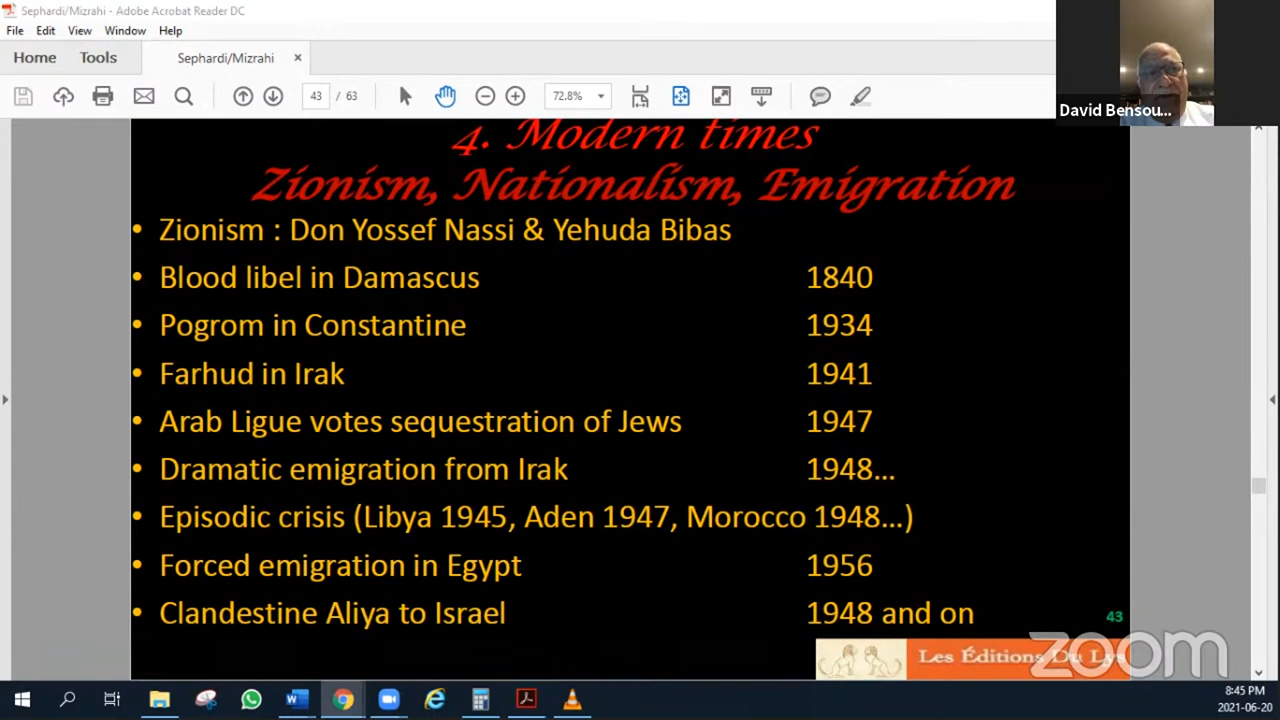 Sephardi/Mizrahi - Adobe Acrobat Reader DC
File Edit View Window Help
Home Tools Sephardi/Mizrahi ×
43 / 63 72.8%
David Bensou...
4. Modern times
Zionism, Nationalism, Emigration
• Zionism : Don Yossef Nassi & Yehuda Bibas
• Blood libel in Damascus 1840
• Pogrom in Constantine 1934
• Farhud in Irak 1941
• Arab Ligue votes sequestration of Jews 1947
• Dramatic emigration from Irak 1948...
• Episodic crisis (Libya 1945, Aden 1947, Morocco 1948...)
• Forced emigration in Egypt 1956
• Clandestine Aliya to Israel 1948 and on
43
Les Éditions Du Lys
zoom
8:45 PM
2021-06-20